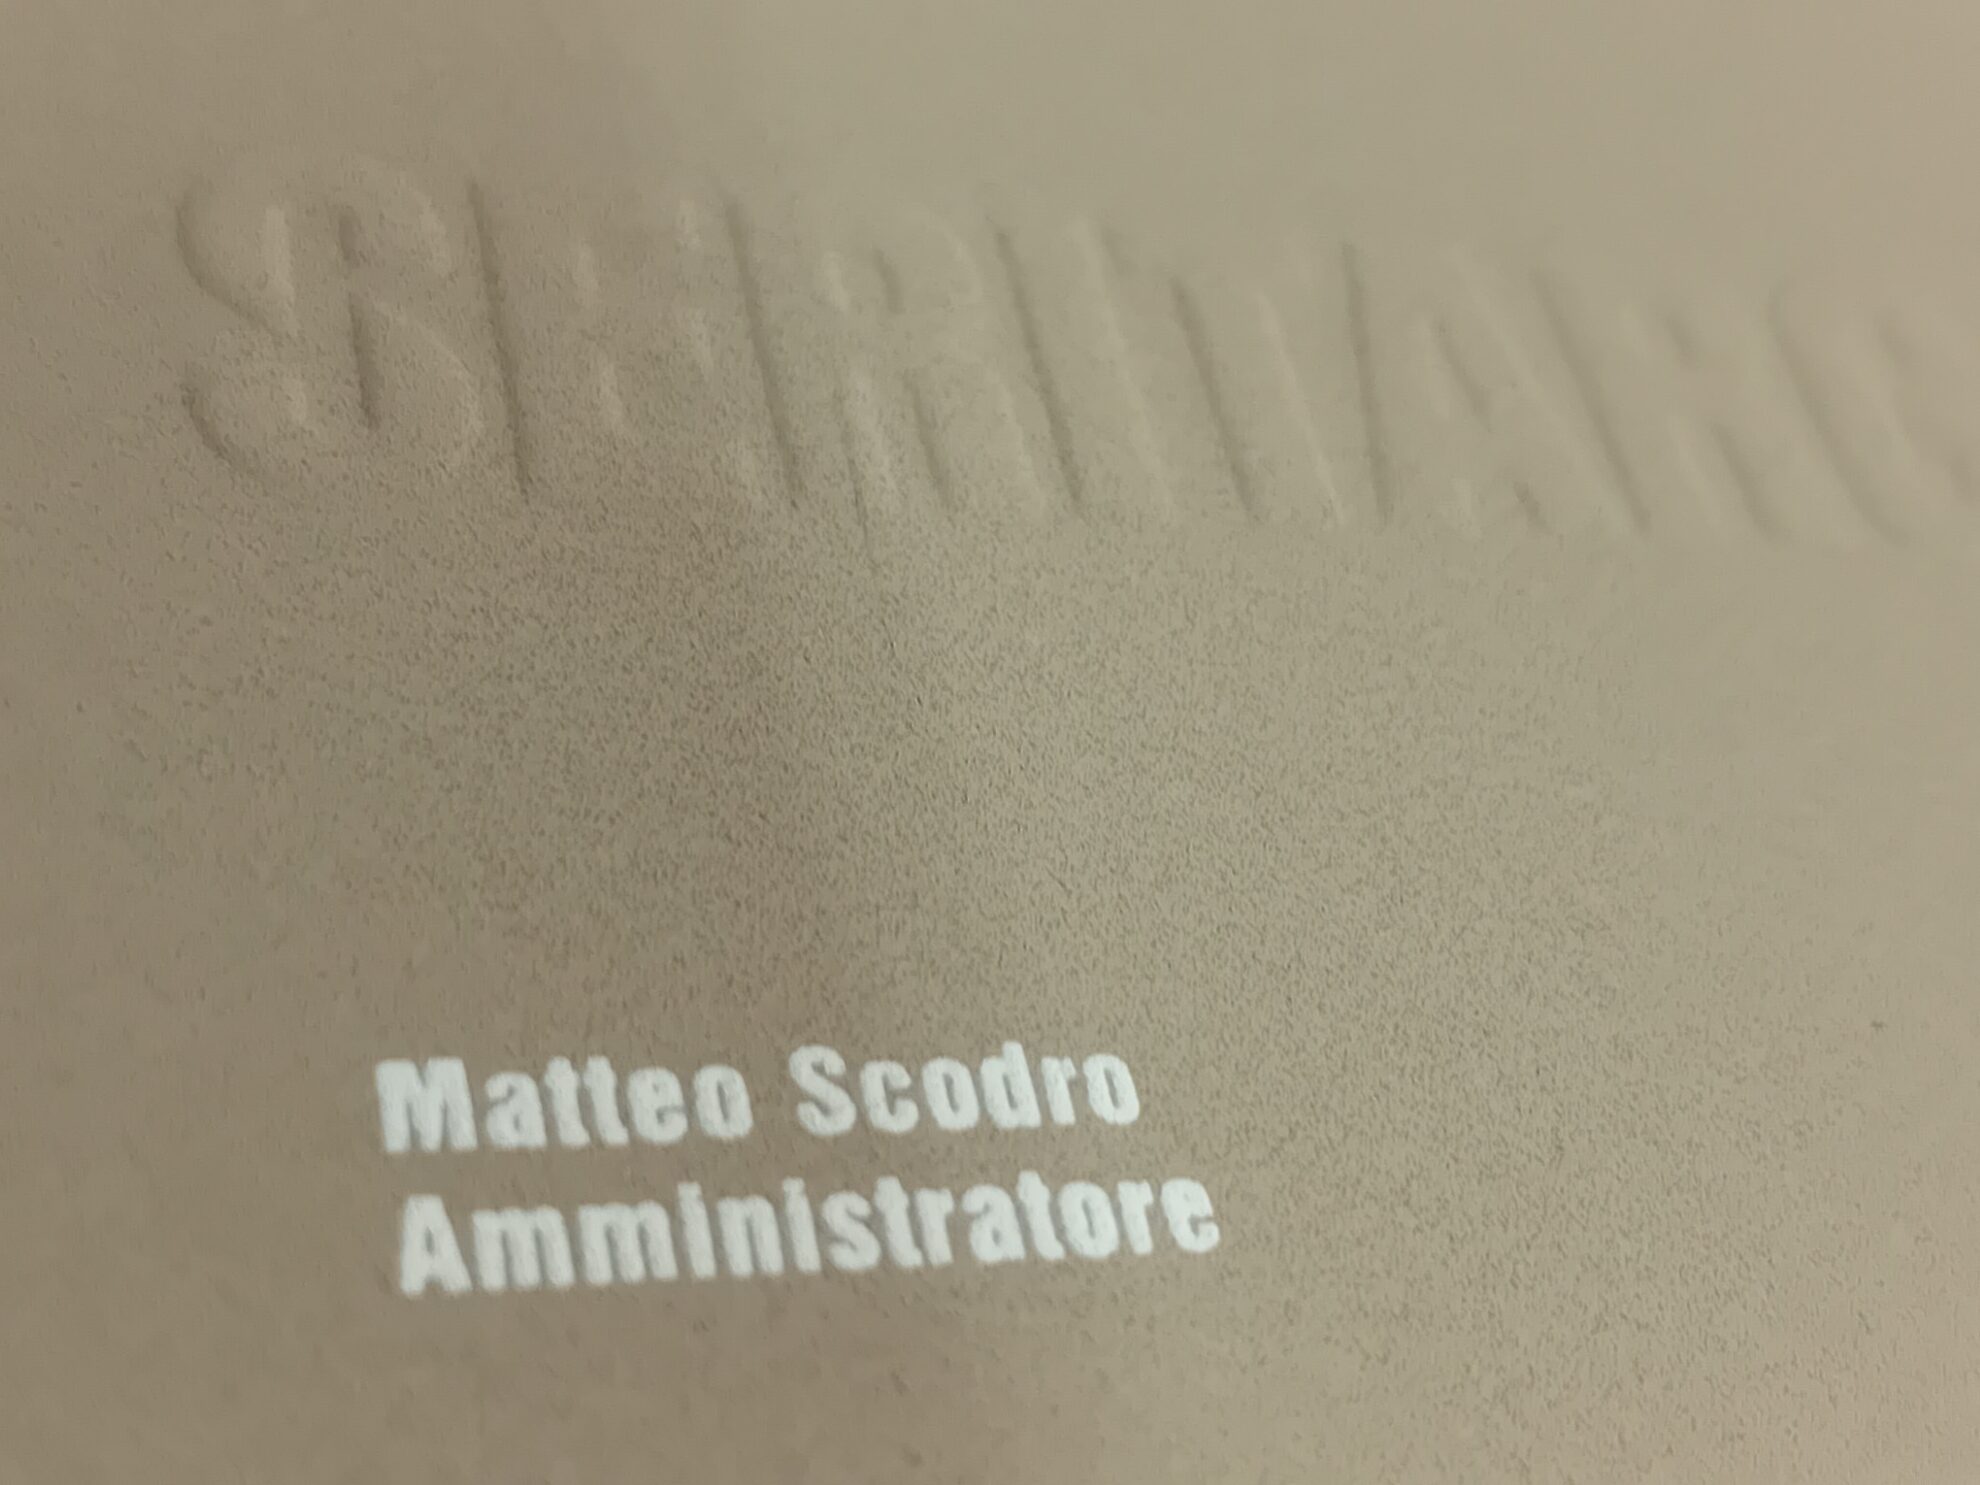 Matteo Scodro
Amministratore